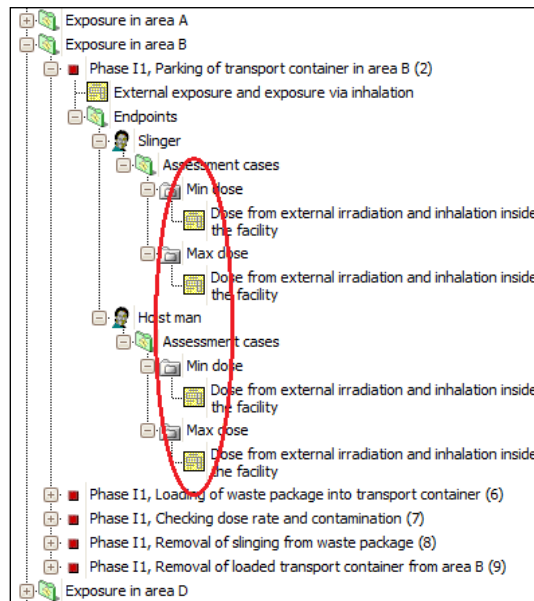 Exposure in area A
Exposure in area B
Phase I1, Parking of transport container in area B (2)
External exposure and exposure via inhalation
Endpoints
Slinger
Assessment cases
Min dose
Dose from external irradiation and inhalation inside
the facility
Max dose
Dose from external irradiation and inhalation inside
the facility
Hoist man
Assessment cases
Min dose
Dose from external irradiation and inhalation inside
the facility
Max dose
Dose from external irradiation and inhalation inside
the facility
Phase I1, Loading of waste package into transport container (6)
Phase I1, Checking dose rate and contamination (7)
Phase I1, Removal of slinging from waste package (8)
Phase I1, Removal of loaded transport container from area B (9)
Exposure in area D